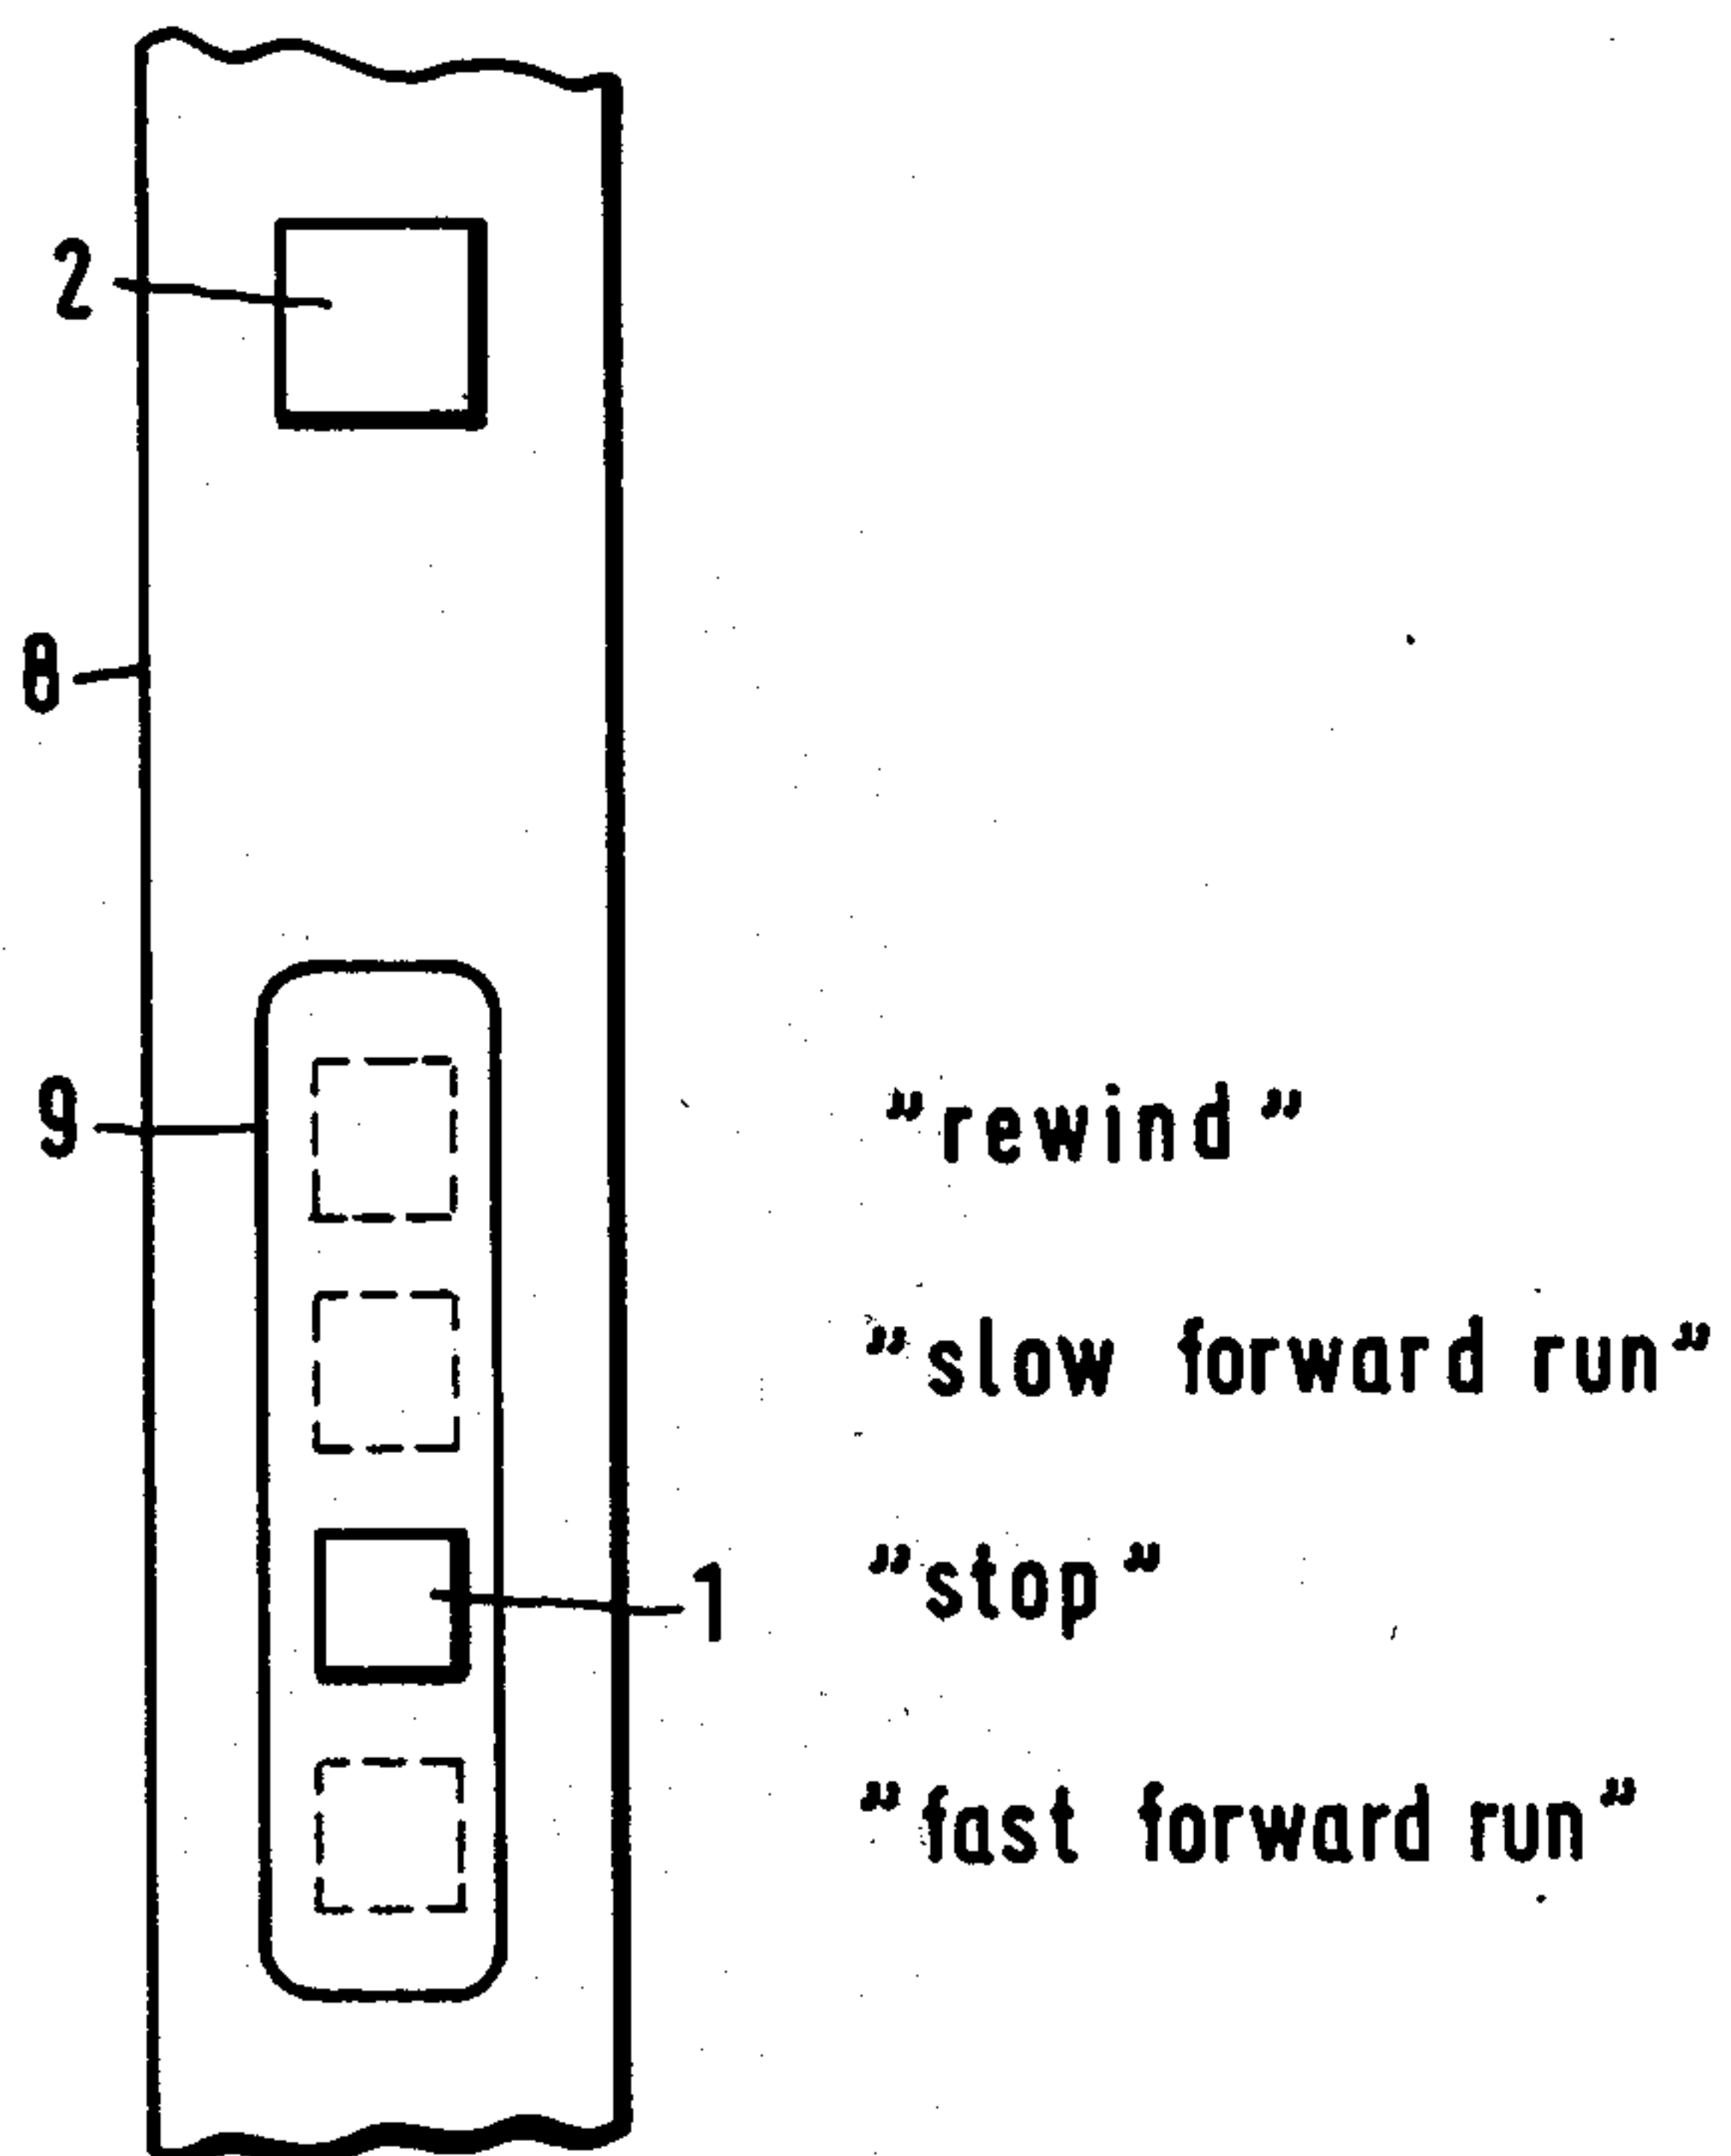 2
8
9
"rewind"
"slow forward run"
1
"stop"
"fast forward run"